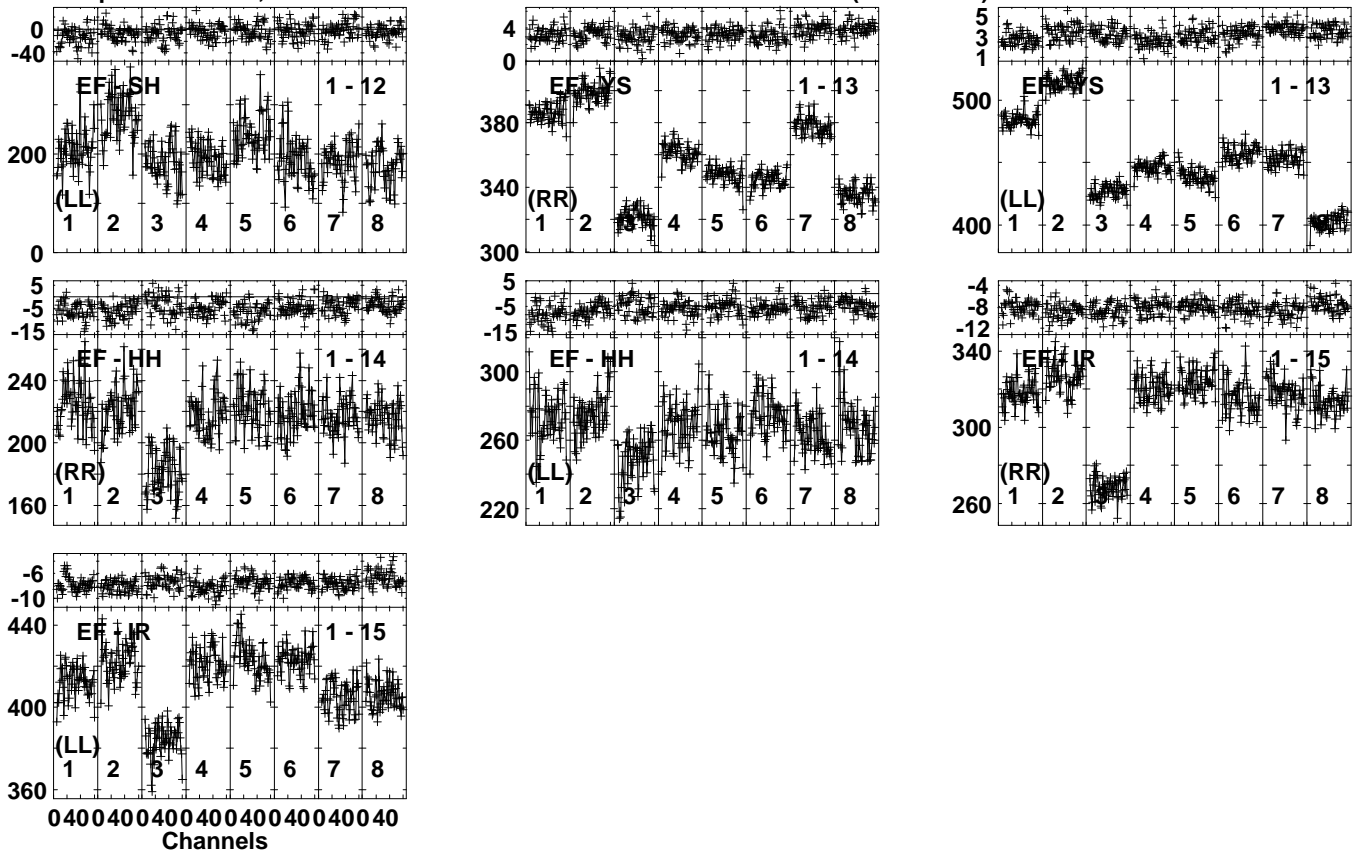 0
-40
EF - SH 1 - 12
200
(LL)
1 2 3 4 5 6 7 8
0
4
0
EF - YS 1 - 13
380
340
(RR)
1 2 3 4 5 6 7 8
300
5
3
1
EF - YS 1 - 13
500
(LL)
400
1 2 3 4 5 6 7 8
5
-5
-15
EF - HH 1 - 14
240
200
(RR)
160
1 2 3 4 5 6 7 8
5
-5
-15
EF - HH 1 - 14
300
260
(LL)
220
1 2 3 4 5 6 7 8
-4
-8
-12
340
EF - IR 1 - 15
300
(RR)
260
1 2 3 4 5 6 7 8
-6
-10
440
EF - IR 1 - 15
400
(LL)
1 2 3 4 5 6 7 8
360
0 40 0 40 0 40 0 40 0 40 0 40 0 40 0 40
Channels